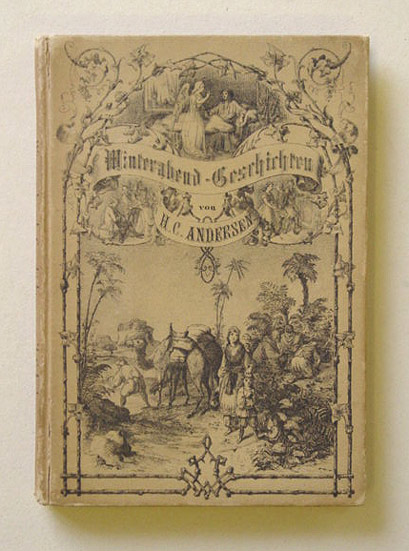 Winterabend-Geschichten
von
H. C. ANDERSEN